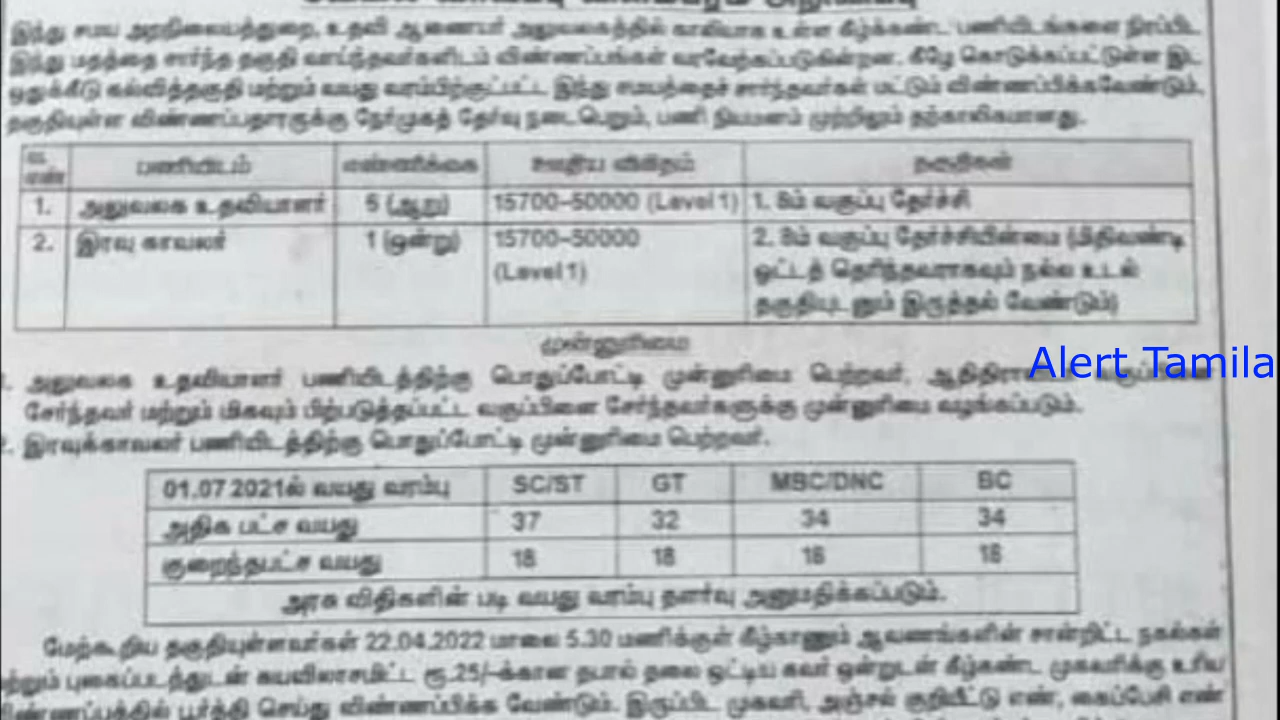 இந்து சமய அறநிலையத்துறை, உதவி ஆணையர் அலுவலகத்தில் காலியாக உள்ள கீழ்க்கண்ட பணியிடங்களை நிரப்பிட
இந்து மதத்தை சார்ந்த தகுதி வாய்ந்தவர்களிடம் விண்ணப்பங்கள் வரவேற்கப்படுகின்றன. கீழே கொடுக்கப்பட்டுள்ள இட
ஒதுக்கீடு கல்வித்தகுதி மற்றும் வயது வரம்பிற்குட்பட்ட இந்து சமயத்தைச் சார்ந்தவர்கள் மட்டும் விண்ணப்பிக்கவேண்டும்.
தகுதியுள்ள விண்ணப்பதாரருக்கு நேர்முகத் தேர்வு நடைபெறும், பணி நியமனம் முற்றிலும் தற்காலிகமானது.
வ. எண் பணியிடம் எண்ணிக்கை ஊதிய விகிதம் தகுதிகள்
1. அலுவலக உதவியாளர் (ஆறு) 15700–50000 (Level 1) 1. 8ம் வகுப்பு தேர்ச்சி
2. இரவு காவலர் 1 (ஒன்று) 15700–50000 2. 8ம் வகுப்பு தேர்ச்சியின்மை (மிதிவண்டி
(Level 1) ஓட்டத் தெரிந்தவராகவும் நல்ல உடல்
தகுதியுடனும் இருத்தல் வேண்டும்)
முன்னுரிமை
அலுவலக உதவியாளர் பணியிடத்திற்கு பொதுப்போட்டி முன்னுரிமை பெற்றவர்,
Alert Tamila
சேர்ந்தவர் மற்றும் மிகவும் பிற்படுத்தப்பட்ட வகுப்பினை சேர்ந்தவர்களுக்கு முன்னுரிமை வழங்கப்படும்.
இரவுக்காவலர் பணியிடத்திற்கு பொதுப்போட்டி முன்னுரிமை பெற்றவர்.
01.07.2021ல் வயது வரம்பு SC/ST GT MBC/DNC BC
அதிக பட்ச வயது 37 32 34 34
குறைந்தபட்ச வயது 18 18 18 18
அரசு விதிகளின் படி வயது வரம்பு தளர்வு அனுமதிக்கப்படும்.
மேற்கூறிய தகுதியுள்ளவர்கள் 22.04.2022 மாலை 5.30 மணிக்குள் கீழ்காணும் ஆவணங்களின் சான்றிட்ட நகல்கள்
மற்றும் புகைப்படத்துடன் சுயவிலாசமிட்ட ரூ.25/–க்கான தபால் தலை ஒட்டிய கவர் ஒன்றுடன் கீழ்கண்ட முகவரிக்கு உரிய
விண்ணப்பத்தில் பூர்த்தி செய்து விண்ணப்பிக்க வேண்டும். இருப்பிட முகவரி, அஞ்சல் குறியீட்டு எண், கைப்பேசி எண்